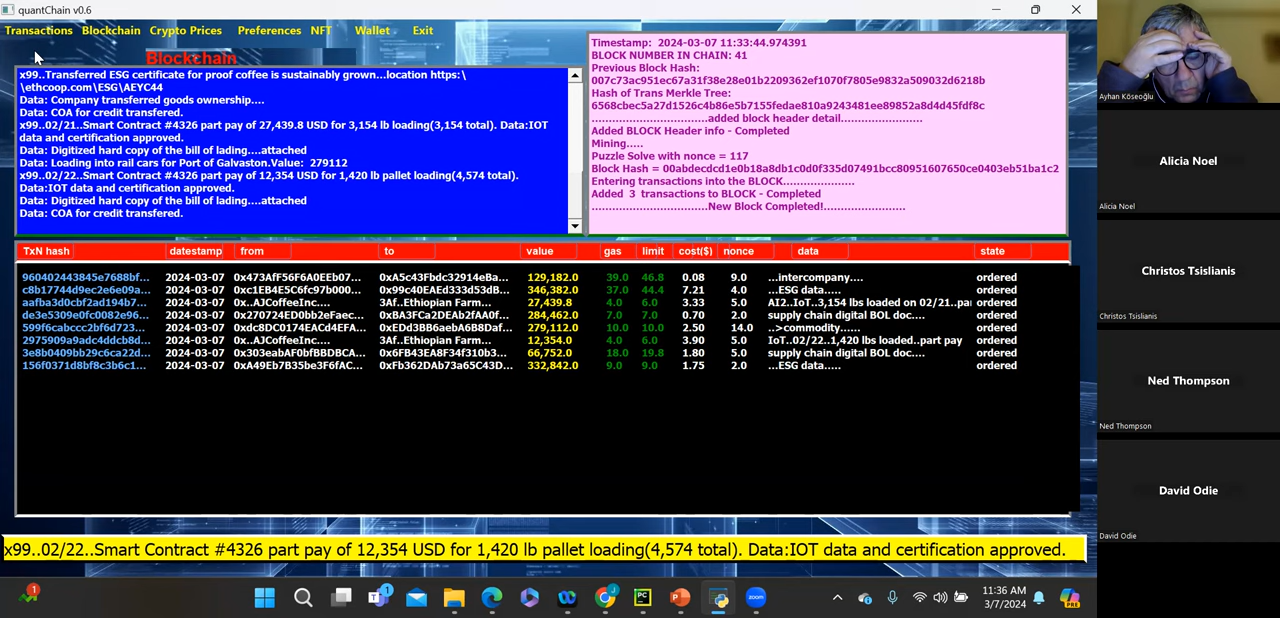 quantChain v0.6
Transactions Blockchain Crypto Prices Preferences NFT Wallet Exit
Blockchain
x99..Transferred ESG certificate for proof coffee is sustainably grown...location https:\
\ethcoop.com\ESG\AEYC44
Data: Company transferred goods ownership....
Data: COA for credit transfered.
x99..02/21..Smart Contract #4326 part pay of 27,439.8 USD for 3,154 lb loading(3,154 total). Data:IOT
data and certification approved.
Data: Digitized hard copy of the bill of lading....attached
Data: Loading into rail cars for Port of Galvaston.Value: 279112
x99..02/22..Smart Contract #4326 part pay of 12,354 USD for 1,420 lb pallet loading(4,574 total).
Data:IOT data and certification approved.
Data: Digitized hard copy of the bill of lading....attached
Data: COA for credit transfered.
Timestamp: 2024-03-07 11:33:44.974391
BLOCK NUMBER IN CHAIN: 41
Previous Block Hash:
007c73ac951ec67a31f38e28e01b2209362ef1070f7805e9832a509032d6218b
Hash of Trans Merkle Tree:
6568cbec5a27d1526c4b86e5b7155fedae810a9243481ee89852a8d4d45fdf8c
...............................added block header detail......................
Added BLOCK Header info - Completed
Mining.....
Puzzle Solve with nonce = 117
Block Hash = 00abdecdcd1e0b18a8db1c0d0f335d07491bcc80951607650ce0403eb51ba1c2
Entering transactions into the BLOCK...................
Added 3 transactions to BLOCK - Completed
...............................New Block Completed!.......................
TxN hash datestamp from to value gas limit cost($) nonce data state
960402443845e7688bf... 2024-03-07 0x473AfF56F6A0EEb07... 0xA5c43Fbdc32914eBa... 129,182.0 39.0 46.8 0.08 9.0 ...intercompany.... ordered
c8b17744d9ec2e6e09a... 2024-03-07 0xc1EB4E5C6fc97b000... 0x99c40EAEd333d53dB... 346,382.0 37.0 44.4 7.21 4.0 ...ESG data..... ordered
aafba3d0cbf2ad194b7... 2024-03-07 0x..AJCoffeeInc.... 3Af..Ethiopian Farm... 27,439.8 4.0 6.0 3.33 5.0 AI2..IoT..3,154 lbs loaded on 02/21..pa ordered
de3e5309e0fc0082e96... 2024-03-07 0x270724ED0bb2eFaec... 0xBA3FCa2DEAb2fAA0f... 284,462.0 7.0 7.0 0.70 2.0 supply chain digital BOL doc.... ordered
599f6cabccc2bf6d723... 2024-03-07 0xdc8DC0174EACd4EFA... 0xEDd3BB6aebA6B8Daf... 279,112.0 10.0 10.0 2.50 14.0 ..>commodity...... ordered
2975909a9adc4ddcb8d... 2024-03-07 0x..AJCoffeeInc.... 3Af..Ethiopian Farm... 12,354.0 4.0 6.0 3.90 5.0 IoT..02/22..1,420 lbs loaded..part pay ordered
3e8b0409bb29c6ca22d... 2024-03-07 0x303eabAF0bfBBDBCA... 0x6FB43EA8F34f310b3... 66,752.0 18.0 19.8 1.80 5.0 supply chain digital BOL doc.... ordered
156f0371d8bf8c3b6c1... 2024-03-07 0xA49Eb7B35be3F6fAC... 0xFb362DAb73a65C43D... 332,842.0 9.0 9.0 1.75 2.0 ...ESG data..... ordered
x99..02/22..Smart Contract #4326 part pay of 12,354 USD for 1,420 lb pallet loading(4,574 total). Data:IOT data and certification approved.
11:36 AM
3/7/2024
Ayhan Köseoğlu
Alicia Noel
Alicia Noel
Christos Tsislianis
Christos Tsislianis
Ned Thompson
Ned Thompson
David Odie
David Odie
1
1
PC
zoom
PRE